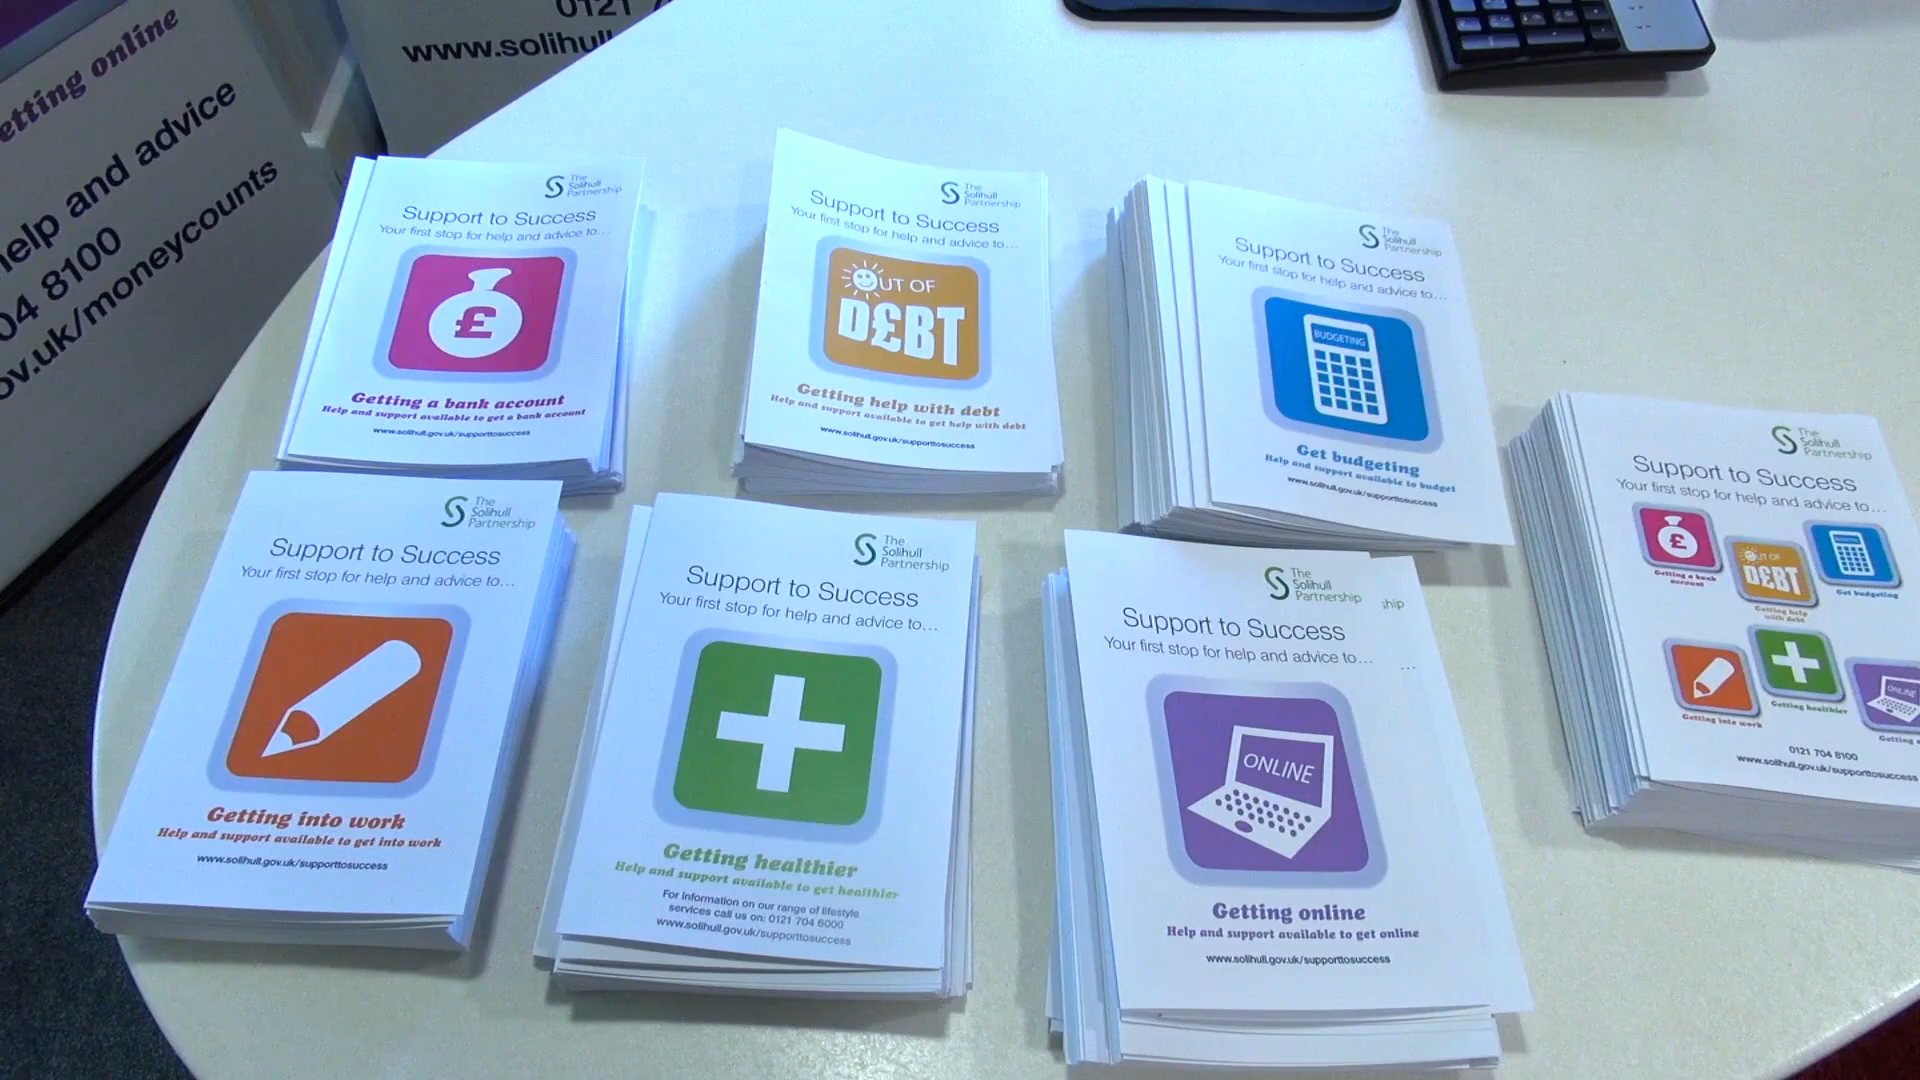 etting online
help and advice
04 8100
ov.uk/moneycounts
0121 7
www.solihull
The
Solihull
Partnership
Support to Success
Your first stop for help and advice to...
£
Getting a bank account
Help and support available to get a bank account
www.solihull.gov.uk/supporttosuccess
The
Solihull
Partnership
Support to Success
Your first stop for help and advice to...
OUT OF
D£BT
Getting help with debt
Help and support available to get help with debt
www.solihull.gov.uk/supporttosuccess
The
Solihull
Partnership
Support to Success
Your first stop for help and advice to...
BUDGETING
Get budgeting
Help and support available to budget
www.solihull.gov.uk/supporttosuccess
The
Solihull
Partnership
Support to Success
Your first stop for help and advice to...
£
Getting a bank
account
OUT OF
D£BT
Getting help
with debt
Get budgeting
Getting into work
Getting healthier
ONLINE
Getting
0121 704 8100
www.solihull.gov.uk/supporttosuccess
The
Solihull
Partnership
Support to Success
Your first stop for help and advice to...
Getting into work
Help and support available to get into work
www.solihull.gov.uk/supporttosuccess
The
Solihull
Partnership
Support to Success
Your first stop for help and advice to...
Getting healthier
Help and support available to get healthier
For information on our range of lifestyle
services call us on: 0121 704 6000
www.solihull.gov.uk/supporttosuccess
The
Solihull
Partnership
ship
Support to Success
Your first stop for help and advice to...
...
ONLINE
Getting online
Help and support available to get online
www.solihull.gov.uk/supporttosuccess